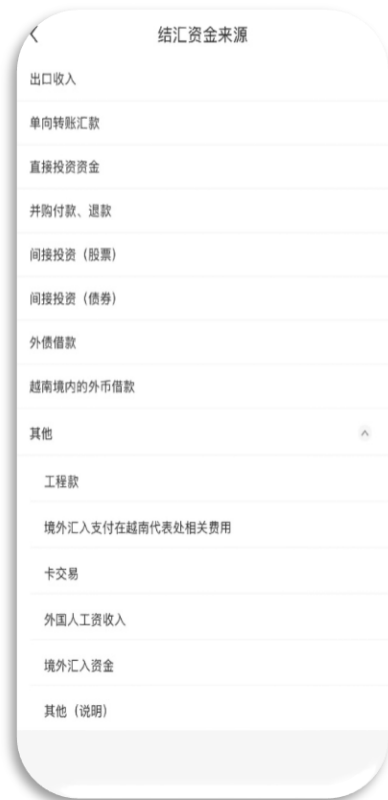 结汇资金来源
出口收入
单向转账汇款
直接投资资金
并购付款、退款
间接投资（股票）
间接投资（债券）
外债借款
越南境内的外币借款
其他
工程款
境外汇入支付在越南代表处相关费用
卡交易
外国人工资收入
境外汇入资金
其他（说明）